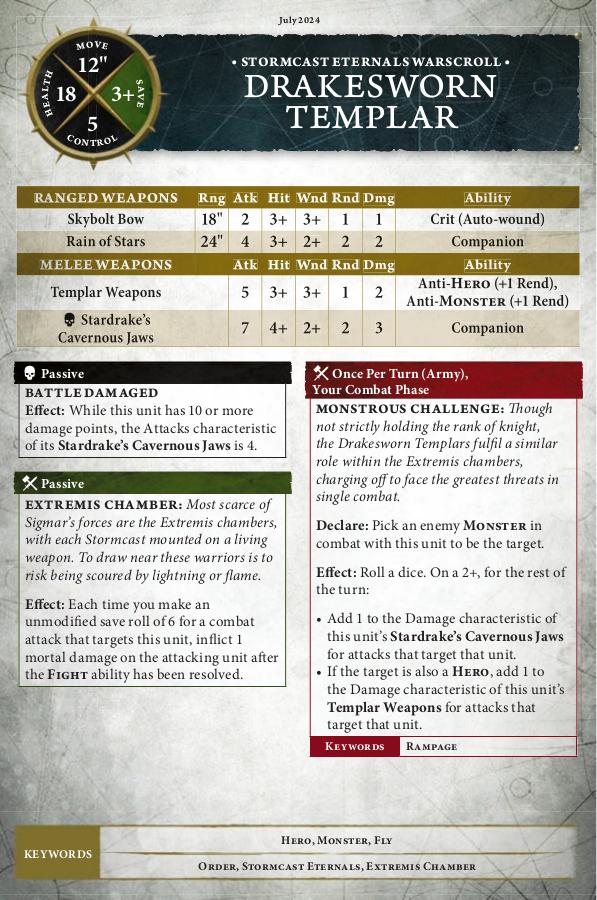 July 2024
MOVE
12"
HEALTH
18
3+
SAVE
5
CONTROL
• STORMCAST ETERNALS WARSCROLL •
DRAKESWORN
TEMPLAR
RANGED WEAPONS Rng Atk Hit Wnd Rnd Dmg Ability
Skybolt Bow 18" 2 3+ 3+ 1 1 Crit (Auto-wound)
Rain of Stars 24" 4 3+ 2+ 2 2 Companion
MELEE WEAPONS Atk Hit Wnd Rnd Dmg Ability
Templar Weapons 5 3+ 3+ 1 2 Anti-HERO (+1 Rend),
Anti-MONSTER (+1 Rend)
Stardrake's
Cavernous Jaws 7 4+ 2+ 2 3 Companion
Passive
BATTLE DAMAGED
Effect: While this unit has 10 or more
damage points, the Attacks characteristic
of its Stardrake's Cavernous Jaws is 4.
Passive
EXTREMIS CHAMBER: Most scarce of
Sigmar's forces are the Extremis chambers,
with each Stormcast mounted on a living
weapon. To draw near these warriors is to
risk being scoured by lightning or flame.
Effect: Each time you make an
unmodified save roll of 6 for a combat
attack that targets this unit, inflict 1
mortal damage on the attacking unit after
the FIGHT ability has been resolved.
Once Per Turn (Army),
Your Combat Phase
MONSTROUS CHALLENGE: Though
not strictly holding the rank of knight,
the Drakesworn Templars fulfil a similar
role within the Extremis chambers,
charging off to face the greatest threats in
single combat.
Declare: Pick an enemy MONSTER in
combat with this unit to be the target.
Effect: Roll a dice. On a 2+, for the rest of
the turn:
• Add 1 to the Damage characteristic of
this unit's Stardrake's Cavernous Jaws
for attacks that target that unit.
• If the target is also a HERO, add 1 to
the Damage characteristic of this unit's
Templar Weapons for attacks that
target that unit.
KEYWORDS RAMPAGE
KEYWORDS
HERO, MONSTER, FLY
ORDER, STORMCAST ETERNALS, EXTREMIS CHAMBER